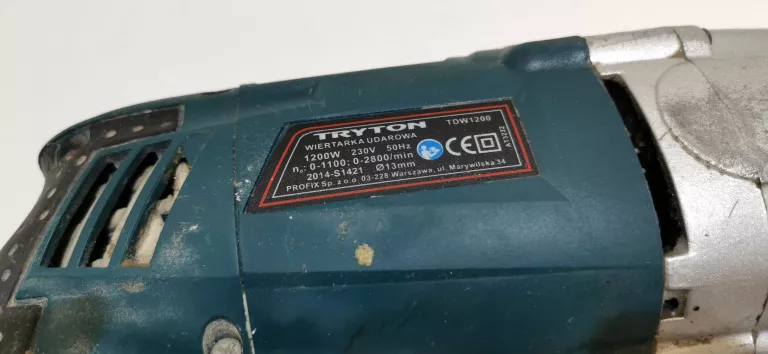 TRYTON TDW1200
WIERTARKA UDAROWA
1200W 230V 50Hz
n₀: 0-1100; 0-2800/min
2014-S1421 Ø13mm
PROFIX Sp. z o.o. 03-228 Warszawa, ul. Marywilska 34
CE